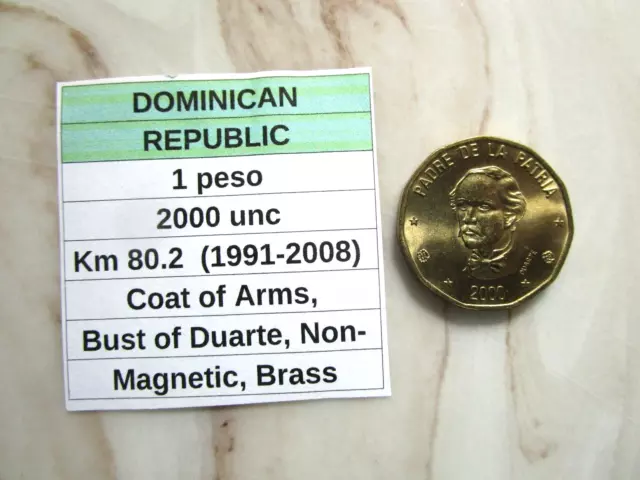 DOMINICAN
REPUBLIC
1 peso
2000 unc
Km 80.2 (1991-2008)
Coat of Arms,
Bust of Duarte, Non-
Magnetic, Brass
PADRE DE LA PATRIA
DUARTE
2000